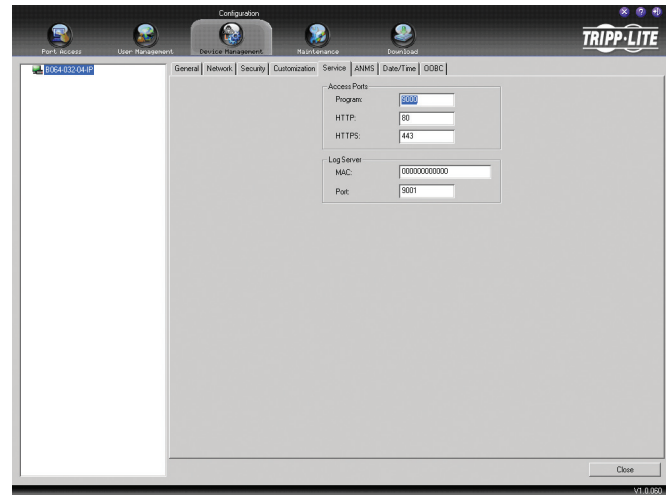 Configuration
Port Access
User Management
Device Management
Maintenance
Download
TRIPP·LITE
B064-032-04-IP
General Network Security Customization Service ANMS Date/Time OOBC
Access Ports
Program: 9000
HTTP: 80
HTTPS: 443
Log Server
MAC: 000000000000
Port: 9001
Close
V1.0.060